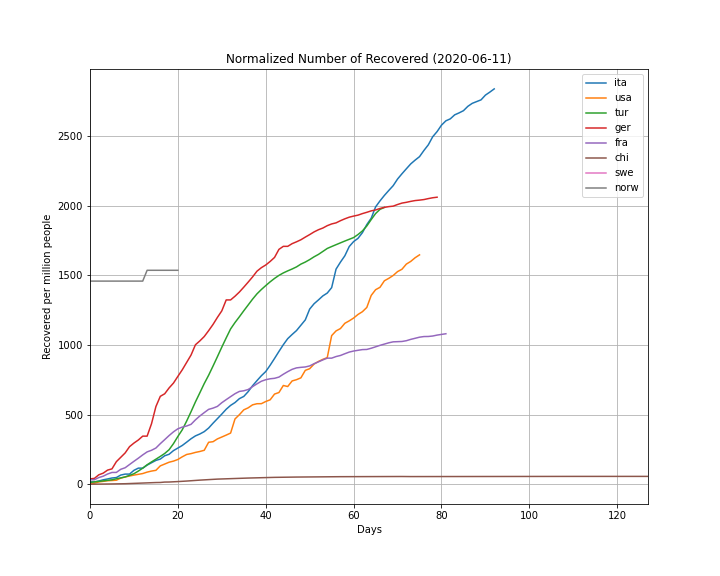 Normalized Number of Recovered (2020-06-11)
ita
usa
tur
ger
fra
chi
swe
norw
Recovered per million people
2500
2000
1500
1000
500
0
0 20 40 60 80 100 120
Days